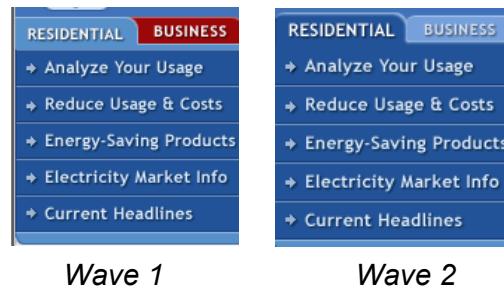 RESIDENTIAL BUSINESS
Analyze Your Usage
Reduce Usage & Costs
Energy-Saving Products
Electricity Market Info
Current Headlines
Wave 1
RESIDENTIAL BUSINESS
Analyze Your Usage
Reduce Usage & Costs
Energy-Saving Products
Electricity Market Info
Current Headlines
Wave 2